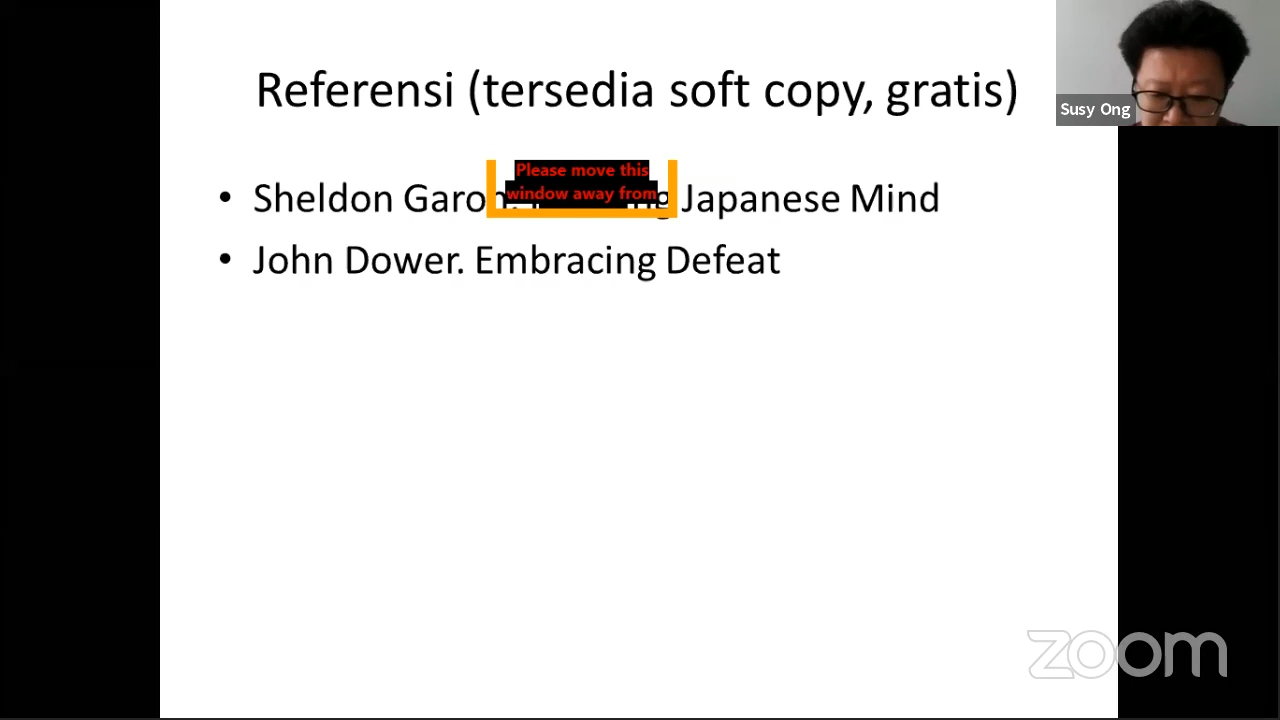 Referensi (tersedia soft copy, gratis)
Susy Ong
Please move this
window away from
• Sheldon Garon. Japanese Mind
• John Dower. Embracing Defeat
zoom